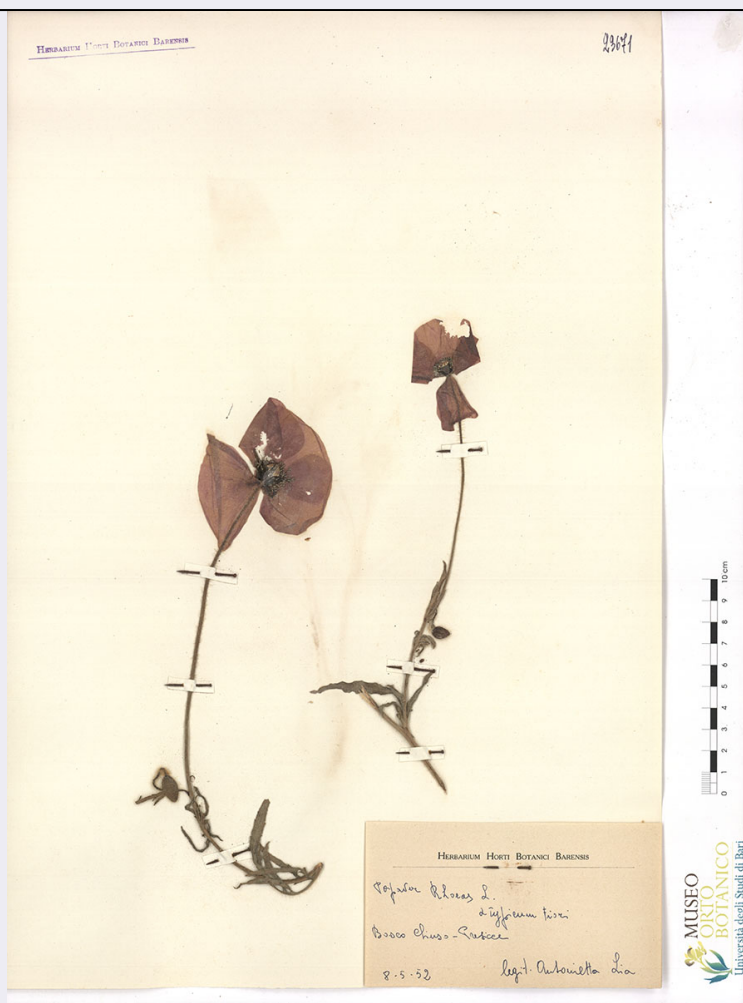 HERBARIUM HORTI BOTANICI BARENSIS
23671
HERBARIUM HORTI BOTANICI BARENSIS
Papaver Rhoeas L.
α typicum Fiori
Bosco Chiuso -
8-5-52 legit. Antonietta Lia
10 cm
9
8
7
6
5
4
3
2
1
0
MUSEO
ORTO
BOTANICO
Università degli Studi di Bari